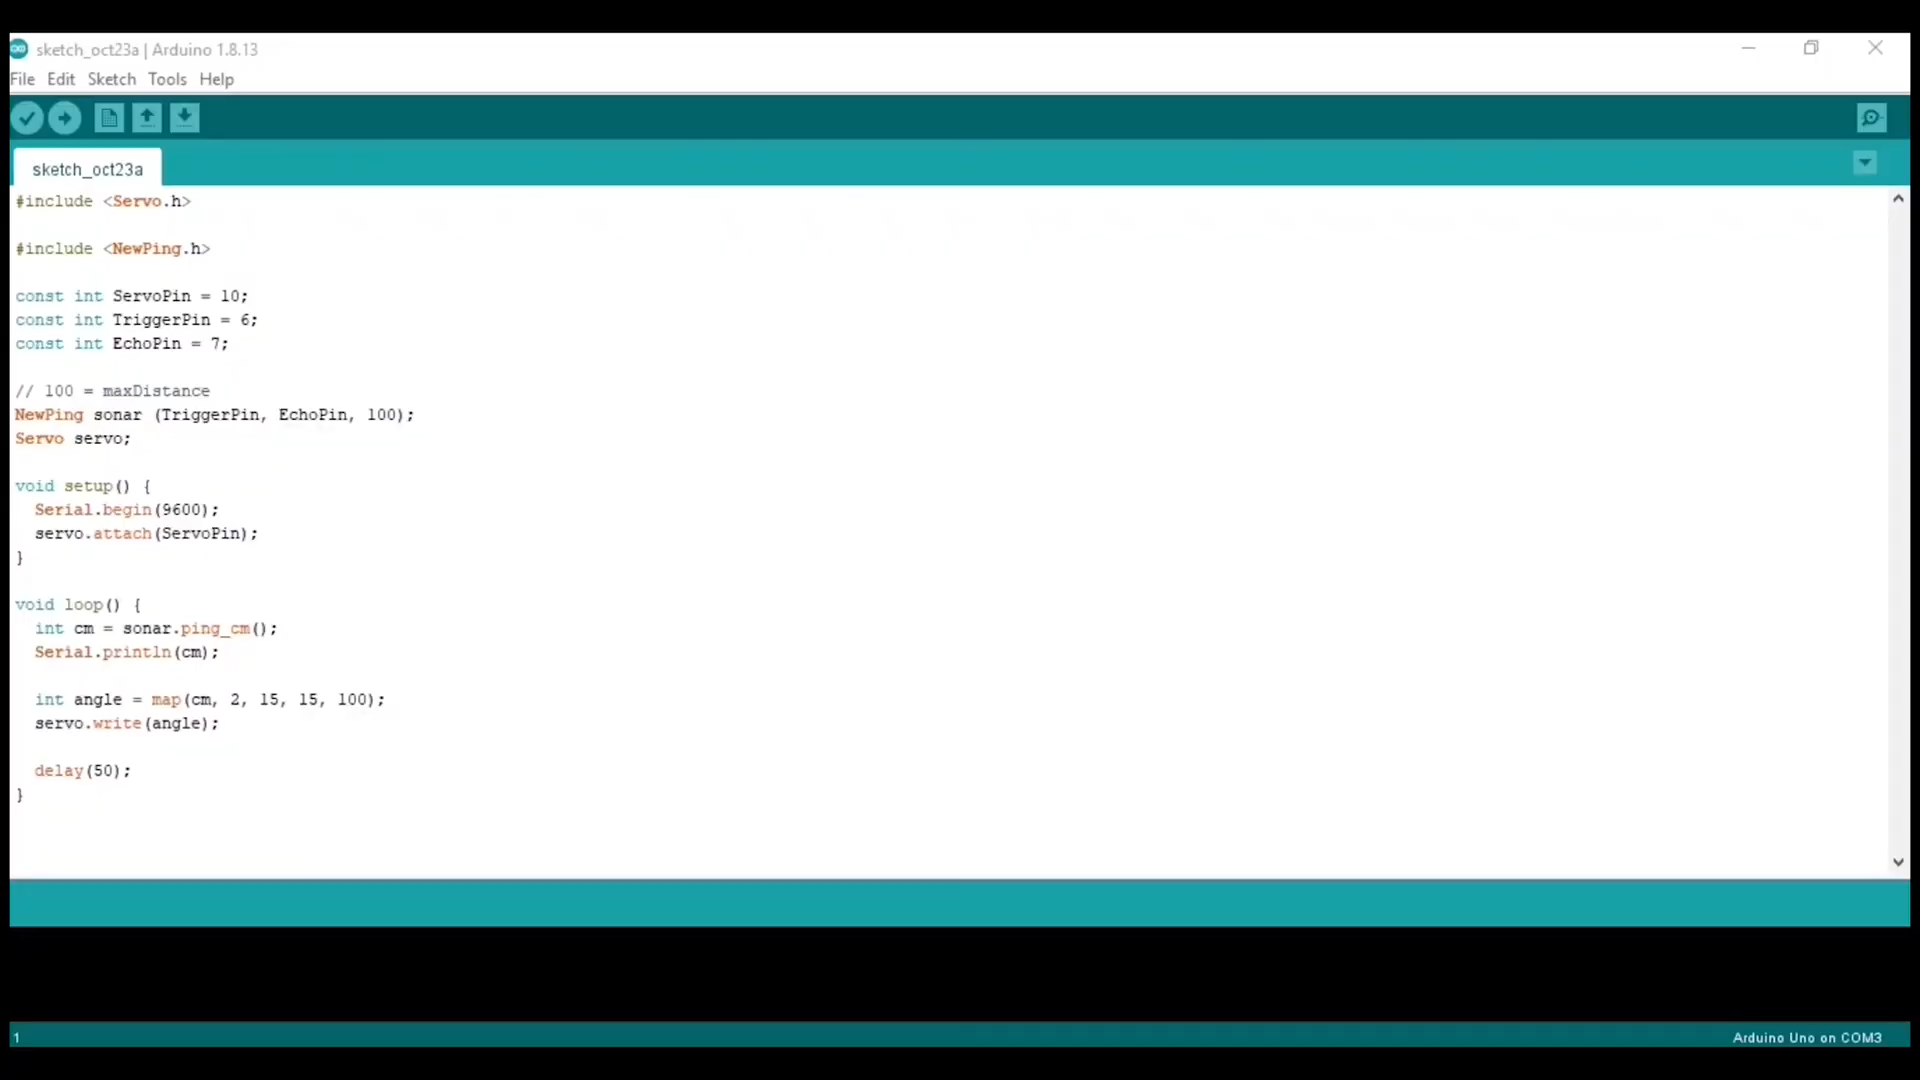 sketch_oct23a | Arduino 1.8.13
File Edit Sketch Tools Help
sketch_oct23a
#include <Servo.h>
#include <NewPing.h>
const int ServoPin = 10;
const int TriggerPin = 6;
const int EchoPin = 7;
// 100 = maxDistance
NewPing sonar (TriggerPin, EchoPin, 100);
Servo servo;
void setup() {
  Serial.begin(9600);
  servo.attach(ServoPin);
}
void loop() {
  int cm = sonar.ping_cm();
  Serial.println(cm);
  int angle = map(cm, 2, 15, 15, 100);
  servo.write(angle);
  delay(50);
}
1
Arduino Uno on COM3